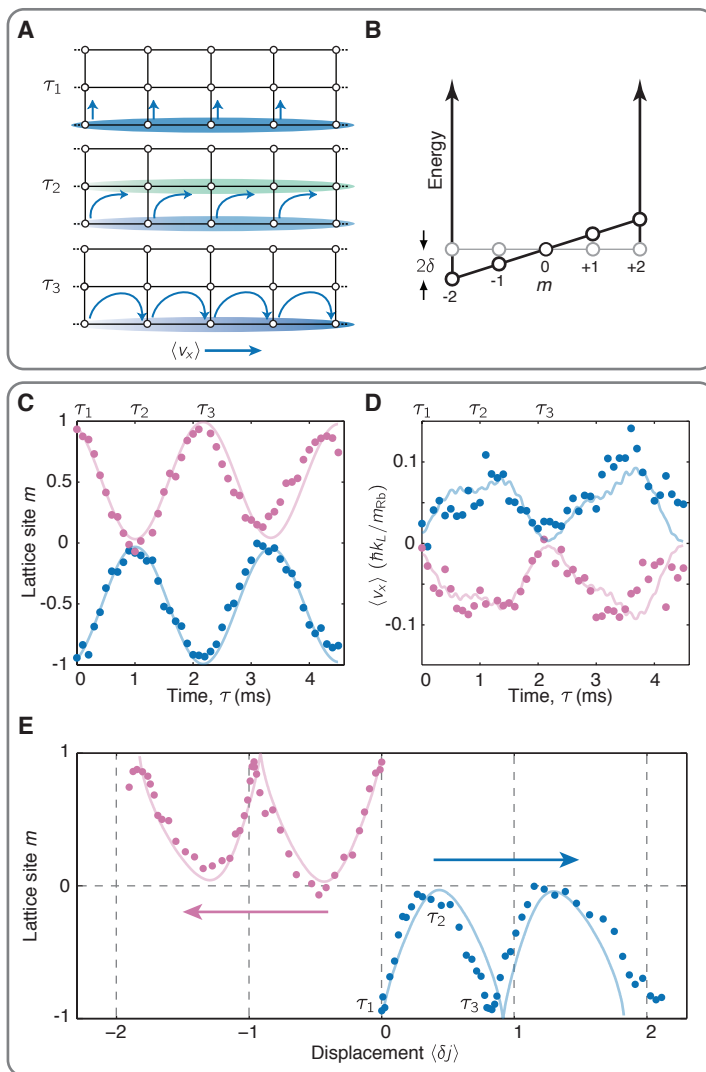 A
τ1
τ2
τ3
⟨vx⟩
B
Energy
2δ
-2
-1
0
+1
+2
m
C
τ1 τ2 τ3
Lattice site m
1
0.5
0
-0.5
-1
0 1 2 3 4
Time, τ (ms)
D
τ1 τ2 τ3
⟨vx⟩ (ħkL/mRb)
0.1
0
-0.1
0 1 2 3 4
Time, τ (ms)
E
Lattice site m
1
0
-1
τ1
τ2
τ3
−2 −1 0 1 2
Displacement ⟨δj⟩